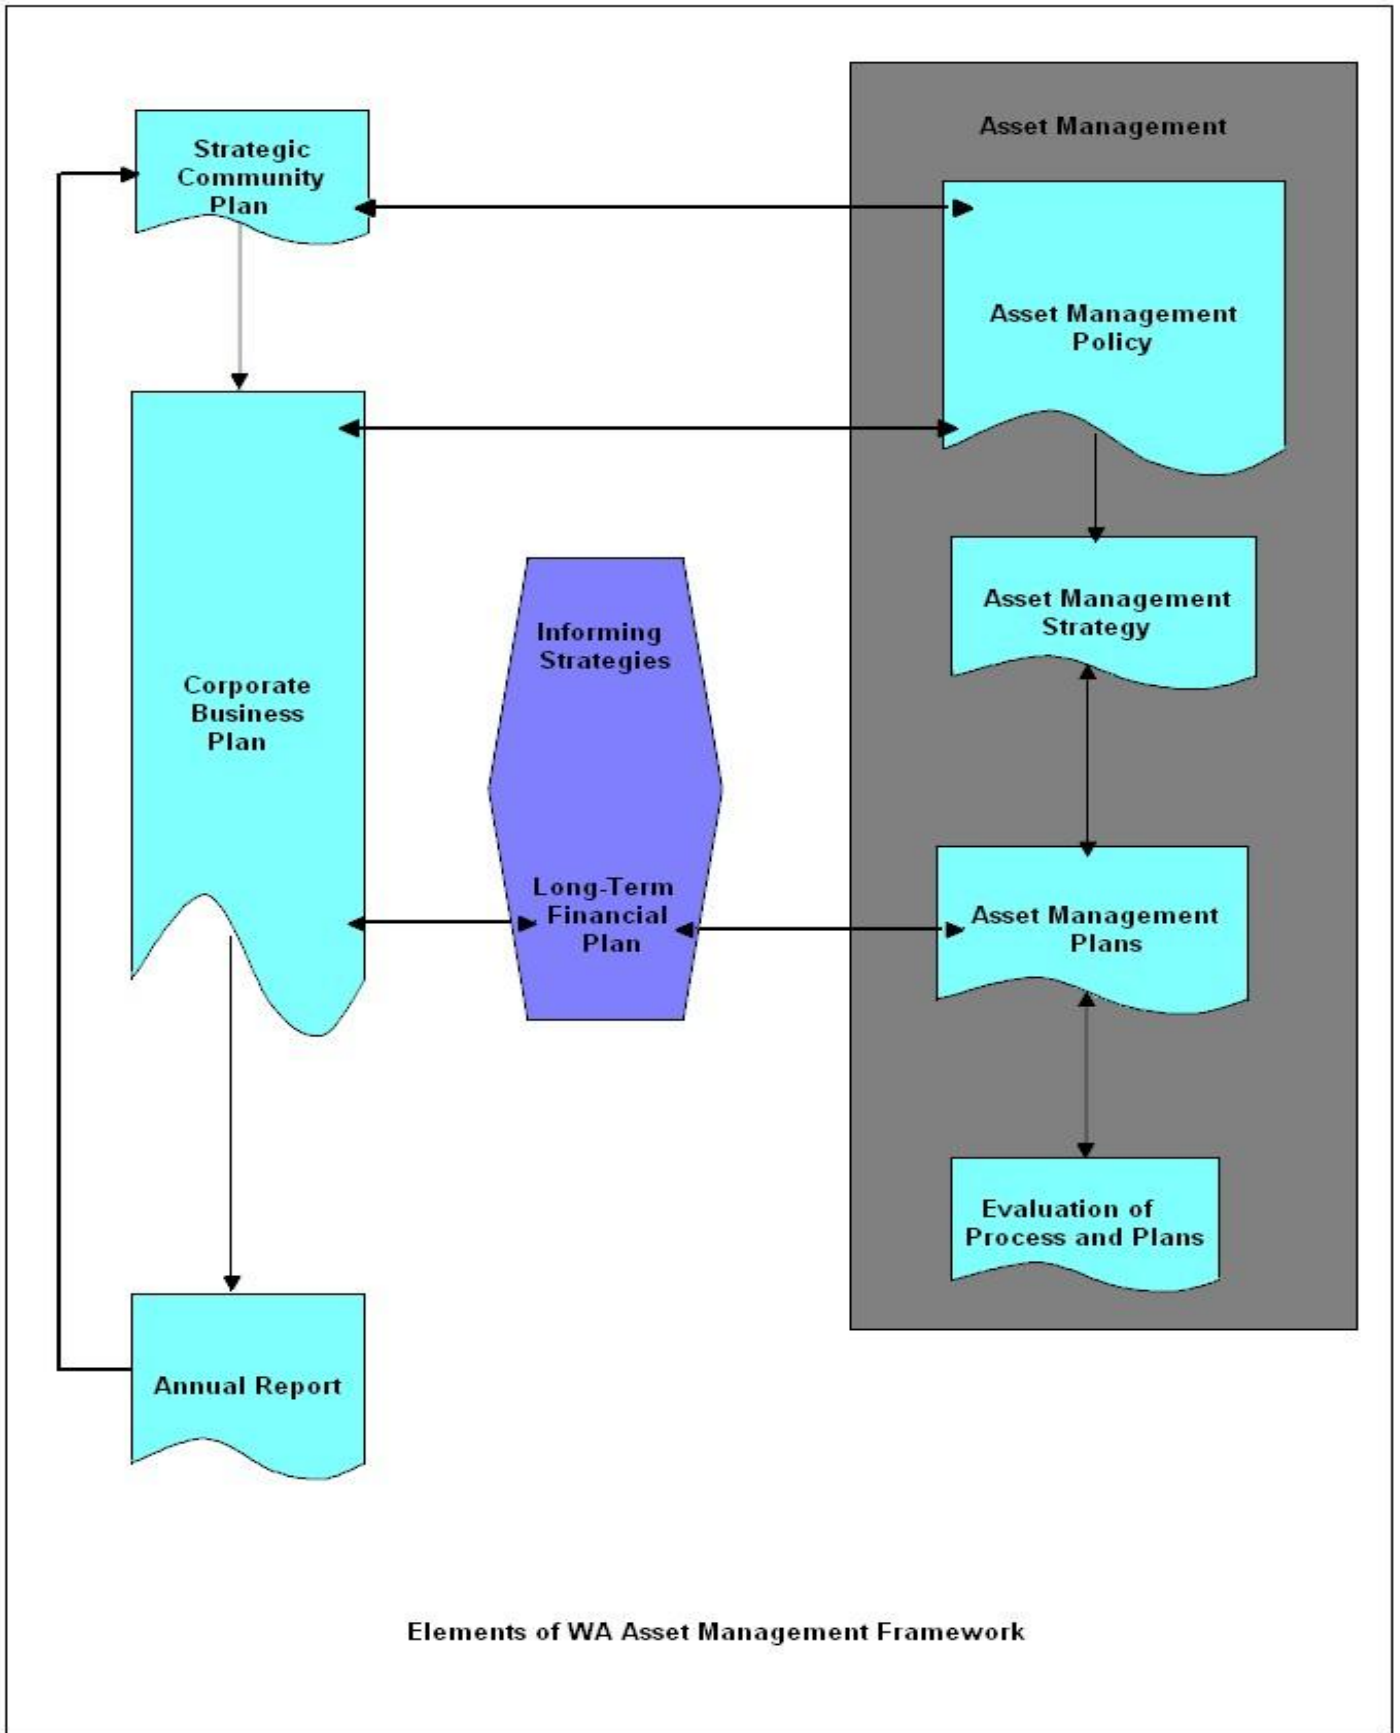 Strategic
Community
Plan
Asset Management
Asset Management
Policy
Asset Management
Strategy
Informing
Strategies
Corporate
Business
Plan
Long-Term
Financial
Plan
Asset Management
Plans
Evaluation of
Process and Plans
Annual Report
Elements of WA Asset Management Framework